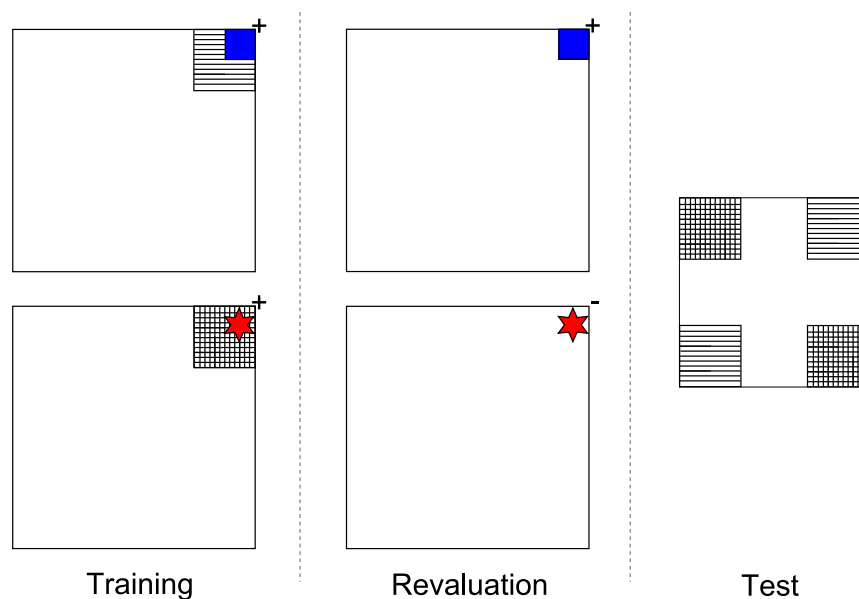 +
+
+
-
Training
Revaluation
Test